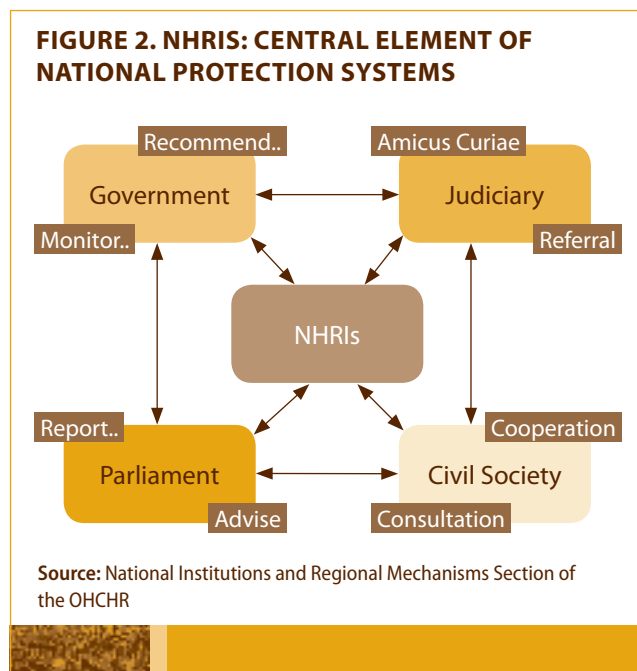 FIGURE 2. NHRIS: CENTRAL ELEMENT OF
NATIONAL PROTECTION SYSTEMS
Recommend..
Amicus Curiae
Government
Judiciary
Monitor..
Referral
NHRIs
Report..
Cooperation
Parliament
Civil Society
Advise
Consultation
Source: National Institutions and Regional Mechanisms Section of
the OHCHR